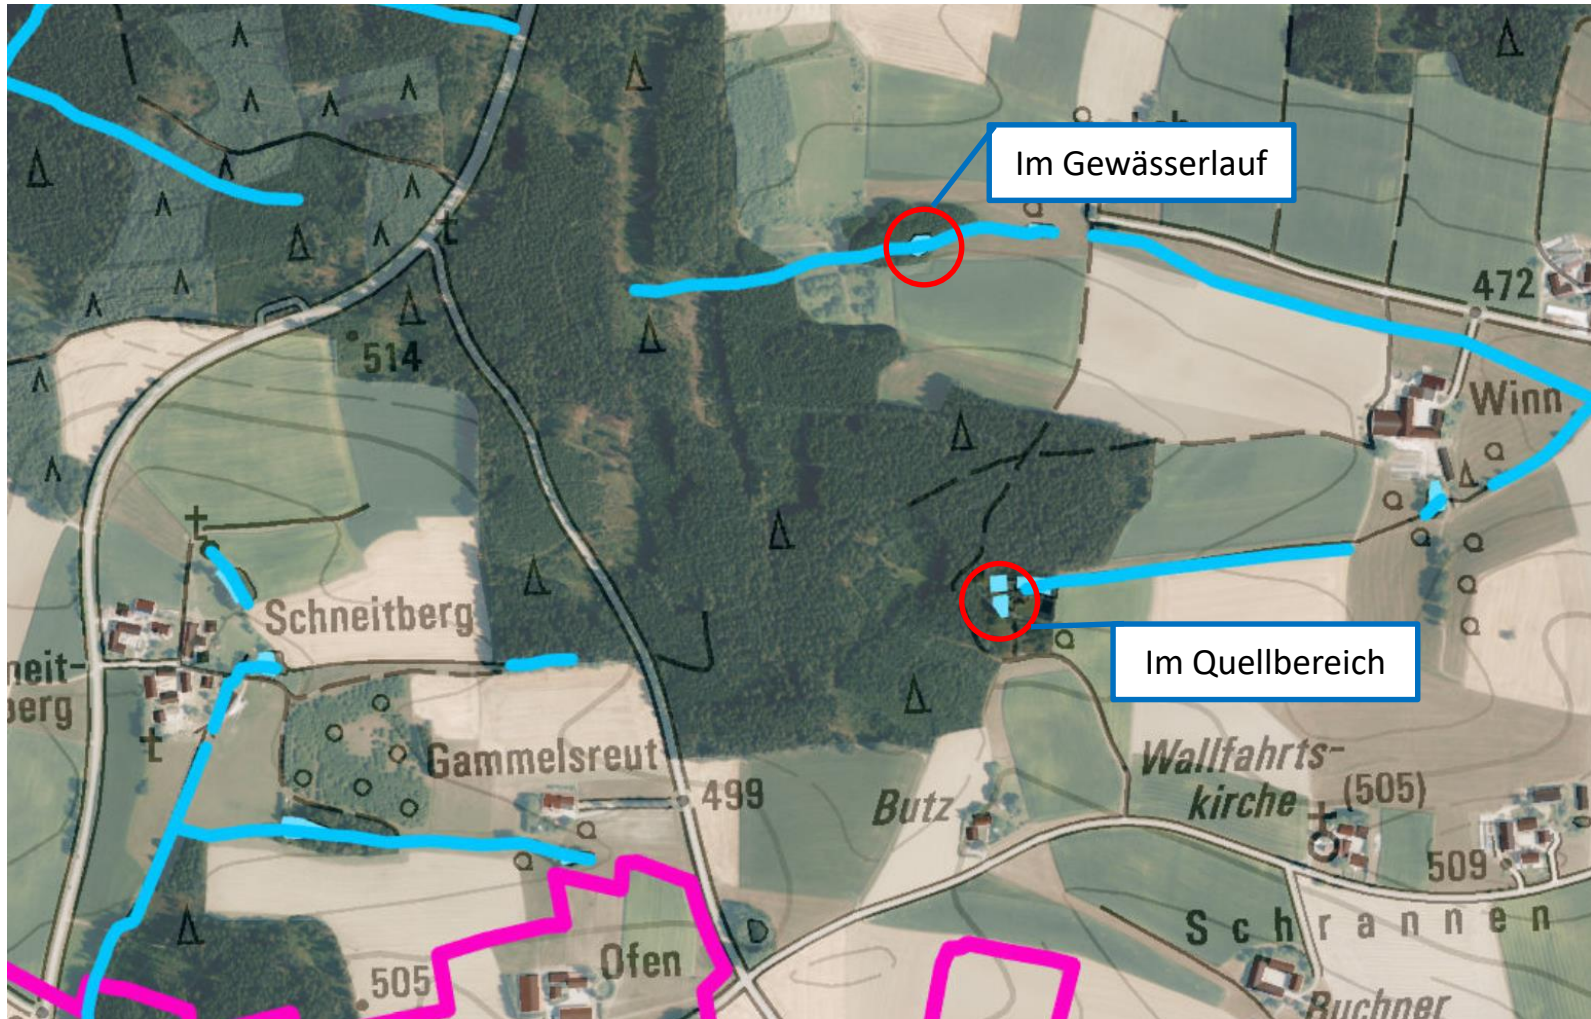 Im Gewässerlauf
472
514
Winn
Schneitberg
neit-
berg
Im Quellbereich
Gammelsreut
Wallfahrts-
kirche
(505)
499
Butz
509
Schrannen
Ofen
505
Buchner